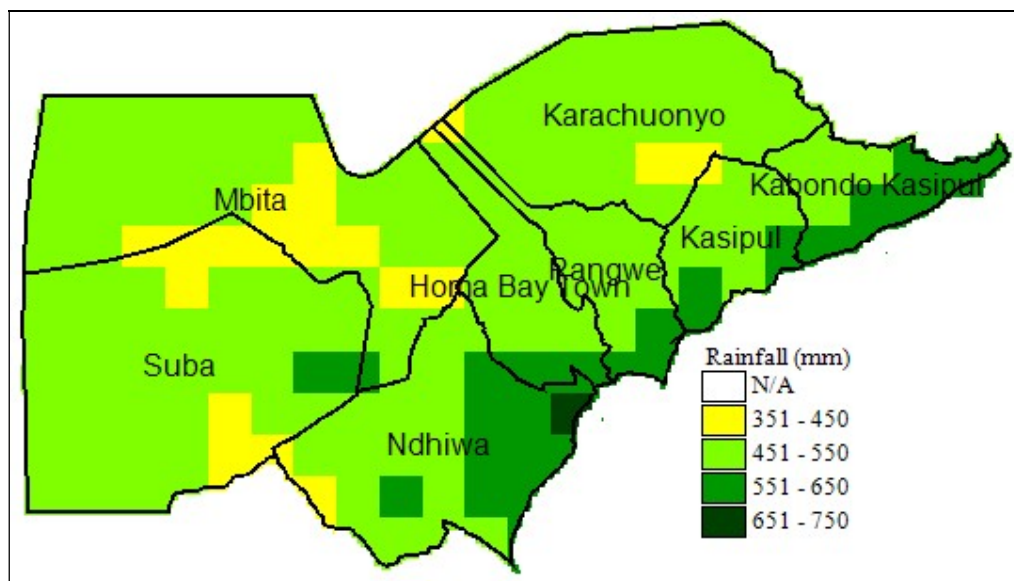 Karachuonyo
Kabondo Kasipul
Mbita
Kasipul
Rangwe
Homa Bay Town
Suba
Ndhiwa
Rainfall (mm)
N/A
351 - 450
451 - 550
551 - 650
651 - 750